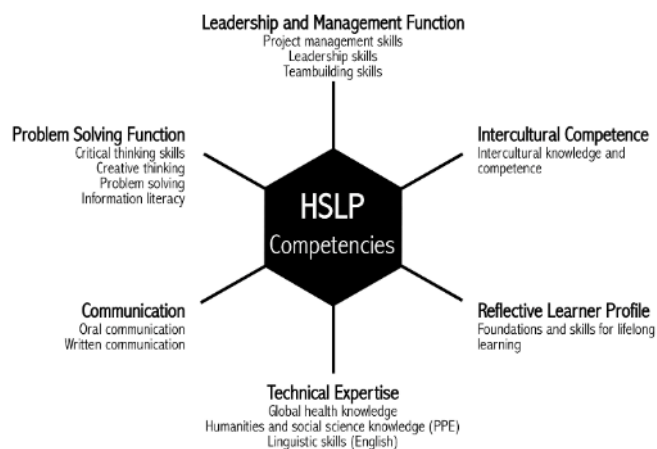 Leadership and Management Function
Project management skills
Leadership skills
Teambuilding skills
Problem Solving Function
Critical thinking skills
Creative thinking
Problem solving
Information literacy
Intercultural Competence
Intercultural knowledge and
competence
HSLP
Competencies
Communication
Oral communication
Written communication
Reflective Learner Profile
Foundations and skills for lifelong
learning
Technical Expertise
Global health knowledge
Humanities and social science knowledge (PPE)
Linguistic skills (English)